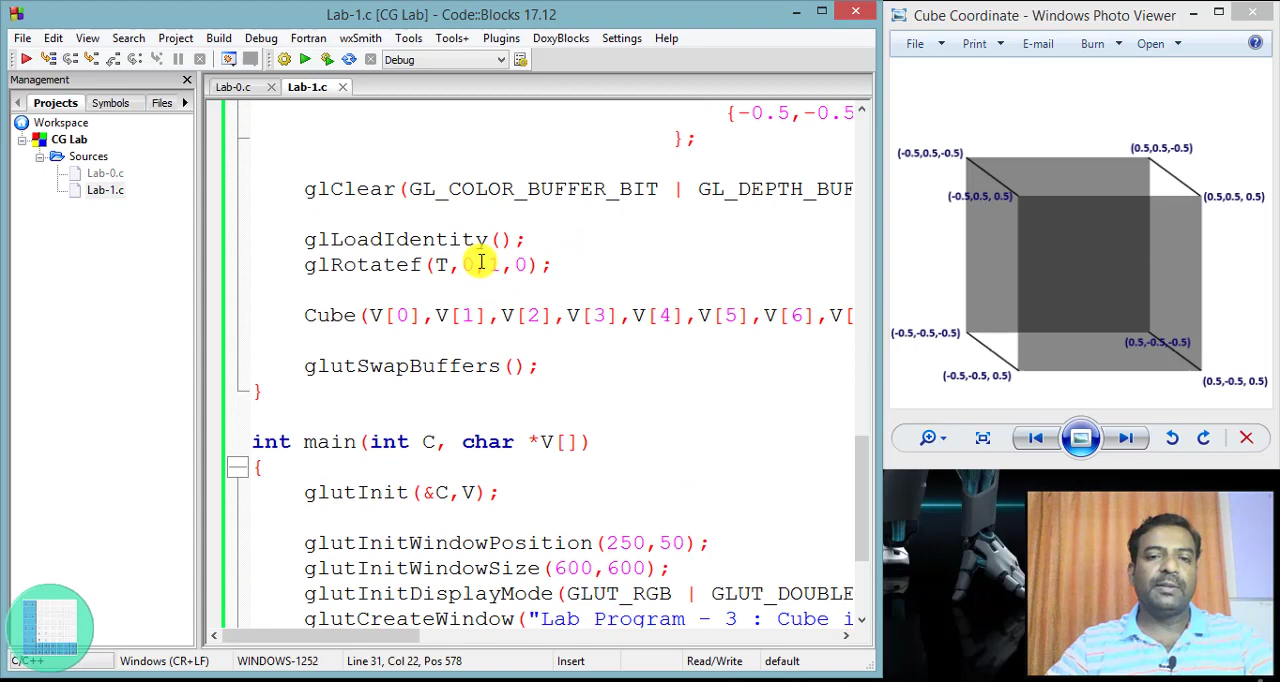 Lab-1.c [CG Lab] - Code::Blocks 17.12
File Edit View Search Project Build Debug Fortran wxSmith Tools Tools+ Plugins DoxyBlocks Settings Help
Debug
Management
Projects Symbols Files
Workspace
CG Lab
Sources
Lab-0.c
Lab-1.c
Lab-0.c Lab-1.c
{-0.5,-0.5
};
glClear(GL_COLOR_BUFFER_BIT | GL_DEPTH_BUF
glLoadIdentity();
glRotatef(T,0,1,0);
Cube(V[0],V[1],V[2],V[3],V[4],V[5],V[6],V[
glutSwapBuffers();
}
int main(int C, char *V[])
{
glutInit(&C,V);
glutInitWindowPosition(250,50);
glutInitWindowSize(600,600);
glutInitDisplayMode(GLUT_RGB | GLUT_DOUBLE
glutCreateWindow("Lab Program - 3 : Cube i
C/C++ Windows (CR+LF) WINDOWS-1252 Line 31, Col 22, Pos 578 Insert Read/Write default
Cube Coordinate - Windows Photo Viewer
File Print E-mail Burn Open
(-0.5,0.5,-0.5)
(0.5,0.5,-0.5)
(-0.5,0.5, 0.5)
(0.5,0.5, 0.5)
(-0.5,-0.5,-0.5)
(0.5,-0.5,-0.5)
(-0.5,-0.5, 0.5)
(0.5,-0.5, 0.5)